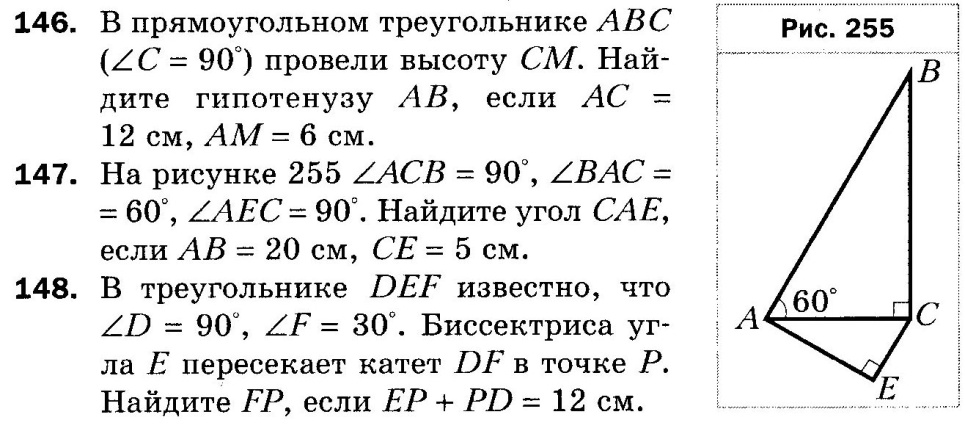 146. В прямоугольном треугольнике ABC
(∠C = 90°) провели высоту CM. Най-
дите гипотенузу AB, если AC =
12 см, AM = 6 см.
147. На рисунке 255 ∠ACB = 90°, ∠BAC =
= 60°, ∠AEC = 90°. Найдите угол CAE,
если AB = 20 см, CE = 5 см.
148. В треугольнике DEF известно, что
∠D = 90°, ∠F = 30°. Биссектриса уг-
ла E пересекает катет DF в точке P.
Найдите FP, если EP + PD = 12 см.
Рис. 255
B
60°
A
C
E